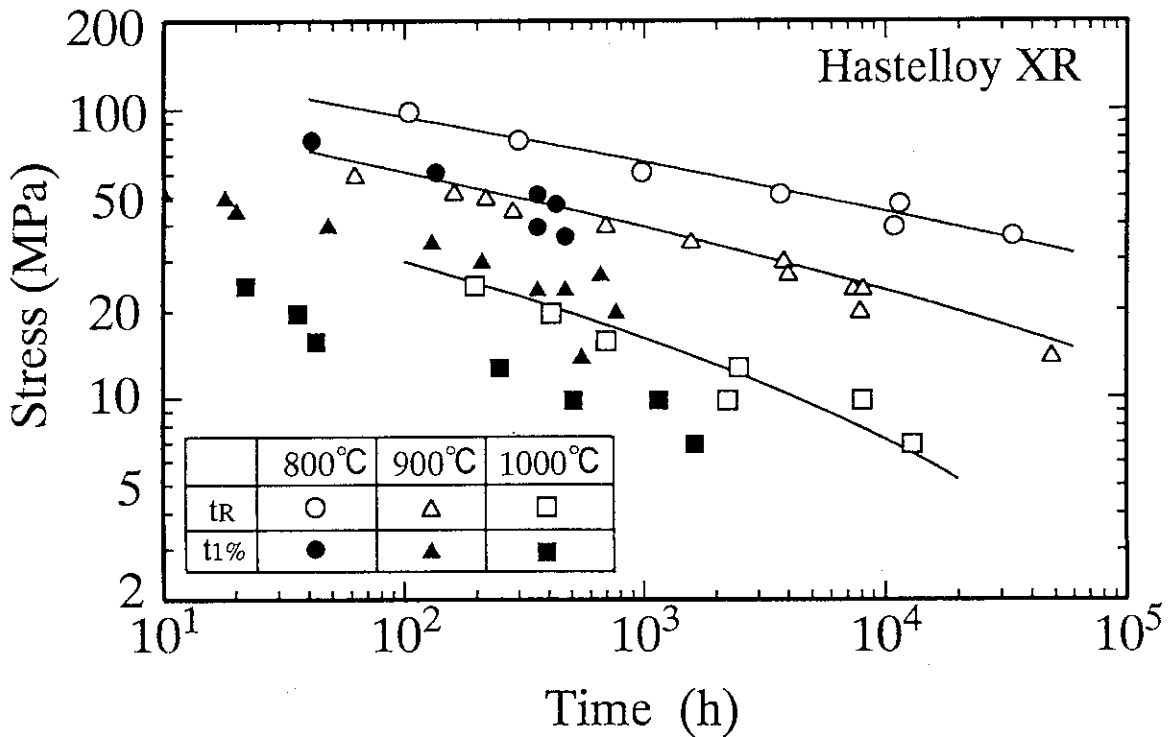 Hastelloy XR
Stress (MPa)
200
100
50
20
10
5
2
800℃ 900℃ 1000℃
tR ○ △ □
t1% ● ▲ ■
10¹ 10² 10³ 10⁴ 10⁵
Time (h)